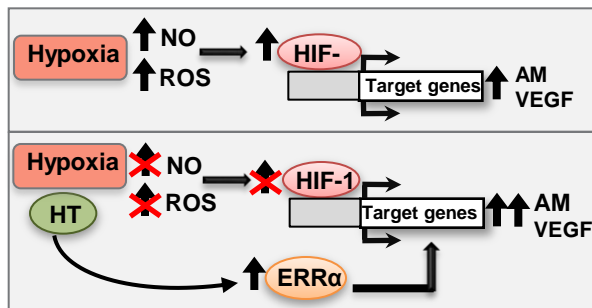 Hypoxia
NO
ROS
HIF-
Target genes
AM
VEGF
Hypoxia
NO
ROS
HT
HIF-1
Target genes
AM
VEGF
ERRα